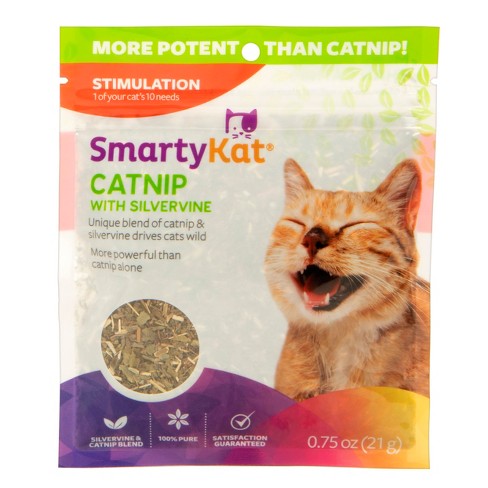 MORE POTENT THAN CATNIP!
STIMULATION
1 of your cat's 10 needs
SmartyKat®
CATNIP
WITH SILVERVINE
Unique blend of catnip &
silvervine drives cats wild
More powerful than
catnip alone
SILVERVINE &
CATNIP BLEND
100% PURE
SATISFACTION
GUARANTEED
0.75 oz (21 g)